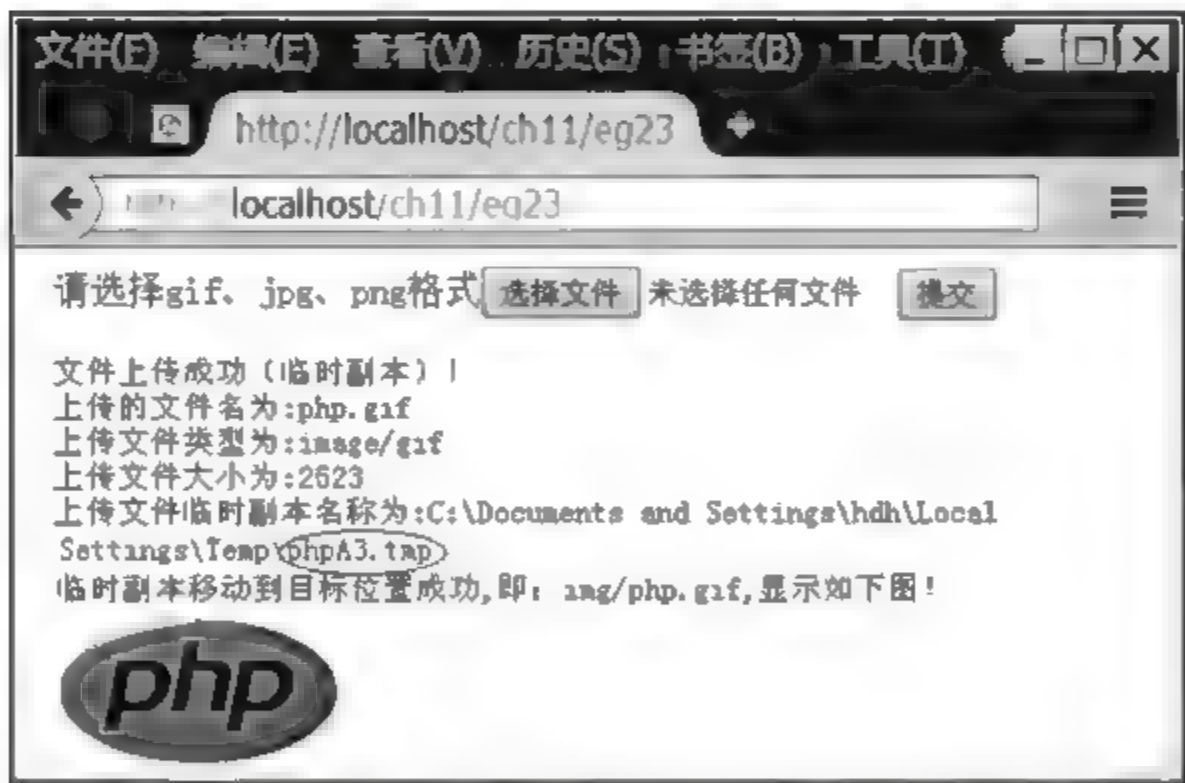 文件(F) 编辑(E) 查看(V) 历史(S) 书签(B) 工具(T)
http://localhost/ch11/eg23
localhost/ch11/eg23
请选择gif、jpg、png格式 选择文件 未选择任何文件 提交
文件上传成功（临时副本）！
上传的文件名为:php.gif
上传文件类型为:image/gif
上传文件大小为:2523
上传文件临时副本名称为:C:\Documents and Settings\hdh\Local
Settings\Temp\phpA3.tmp
临时副本移动到目标位置成功,即：img/php.gif,显示如下图!
php